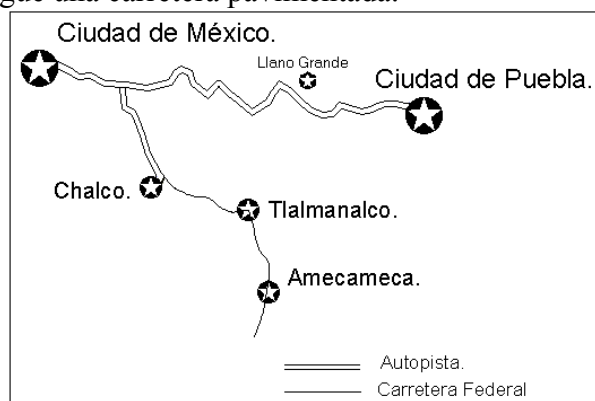 gue una carretera pavimentada.
Ciudad de México.
Llano Grande
Ciudad de Puebla.
Chalco.
Tlalmanalco.
Amecameca.
Autopista.
Carretera Federal